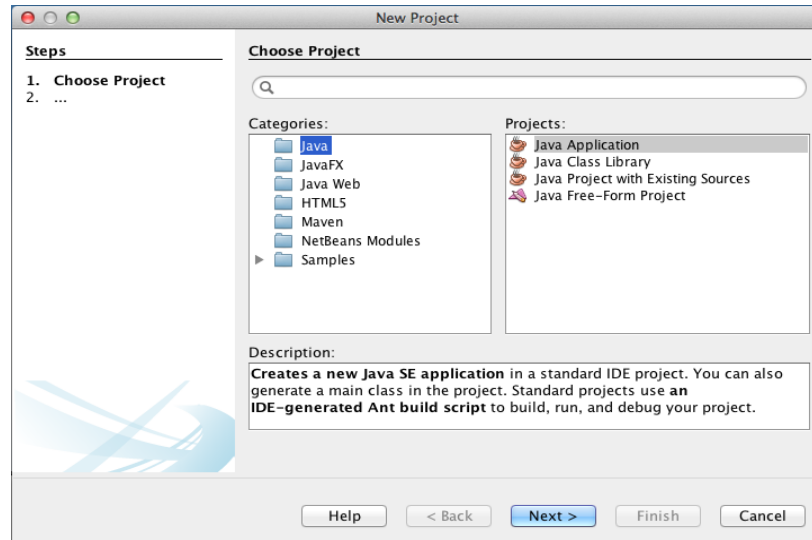 New Project
Steps
1. Choose Project
2. ...
Choose Project
Categories:
Java
JavaFX
Java Web
HTML5
Maven
NetBeans Modules
Samples
Projects:
Java Application
Java Class Library
Java Project with Existing Sources
Java Free-Form Project
Description:
Creates a new Java SE application in a standard IDE project. You can also
generate a main class in the project. Standard projects use an
IDE-generated Ant build script to build, run, and debug your project.
Help
< Back
Next >
Finish
Cancel